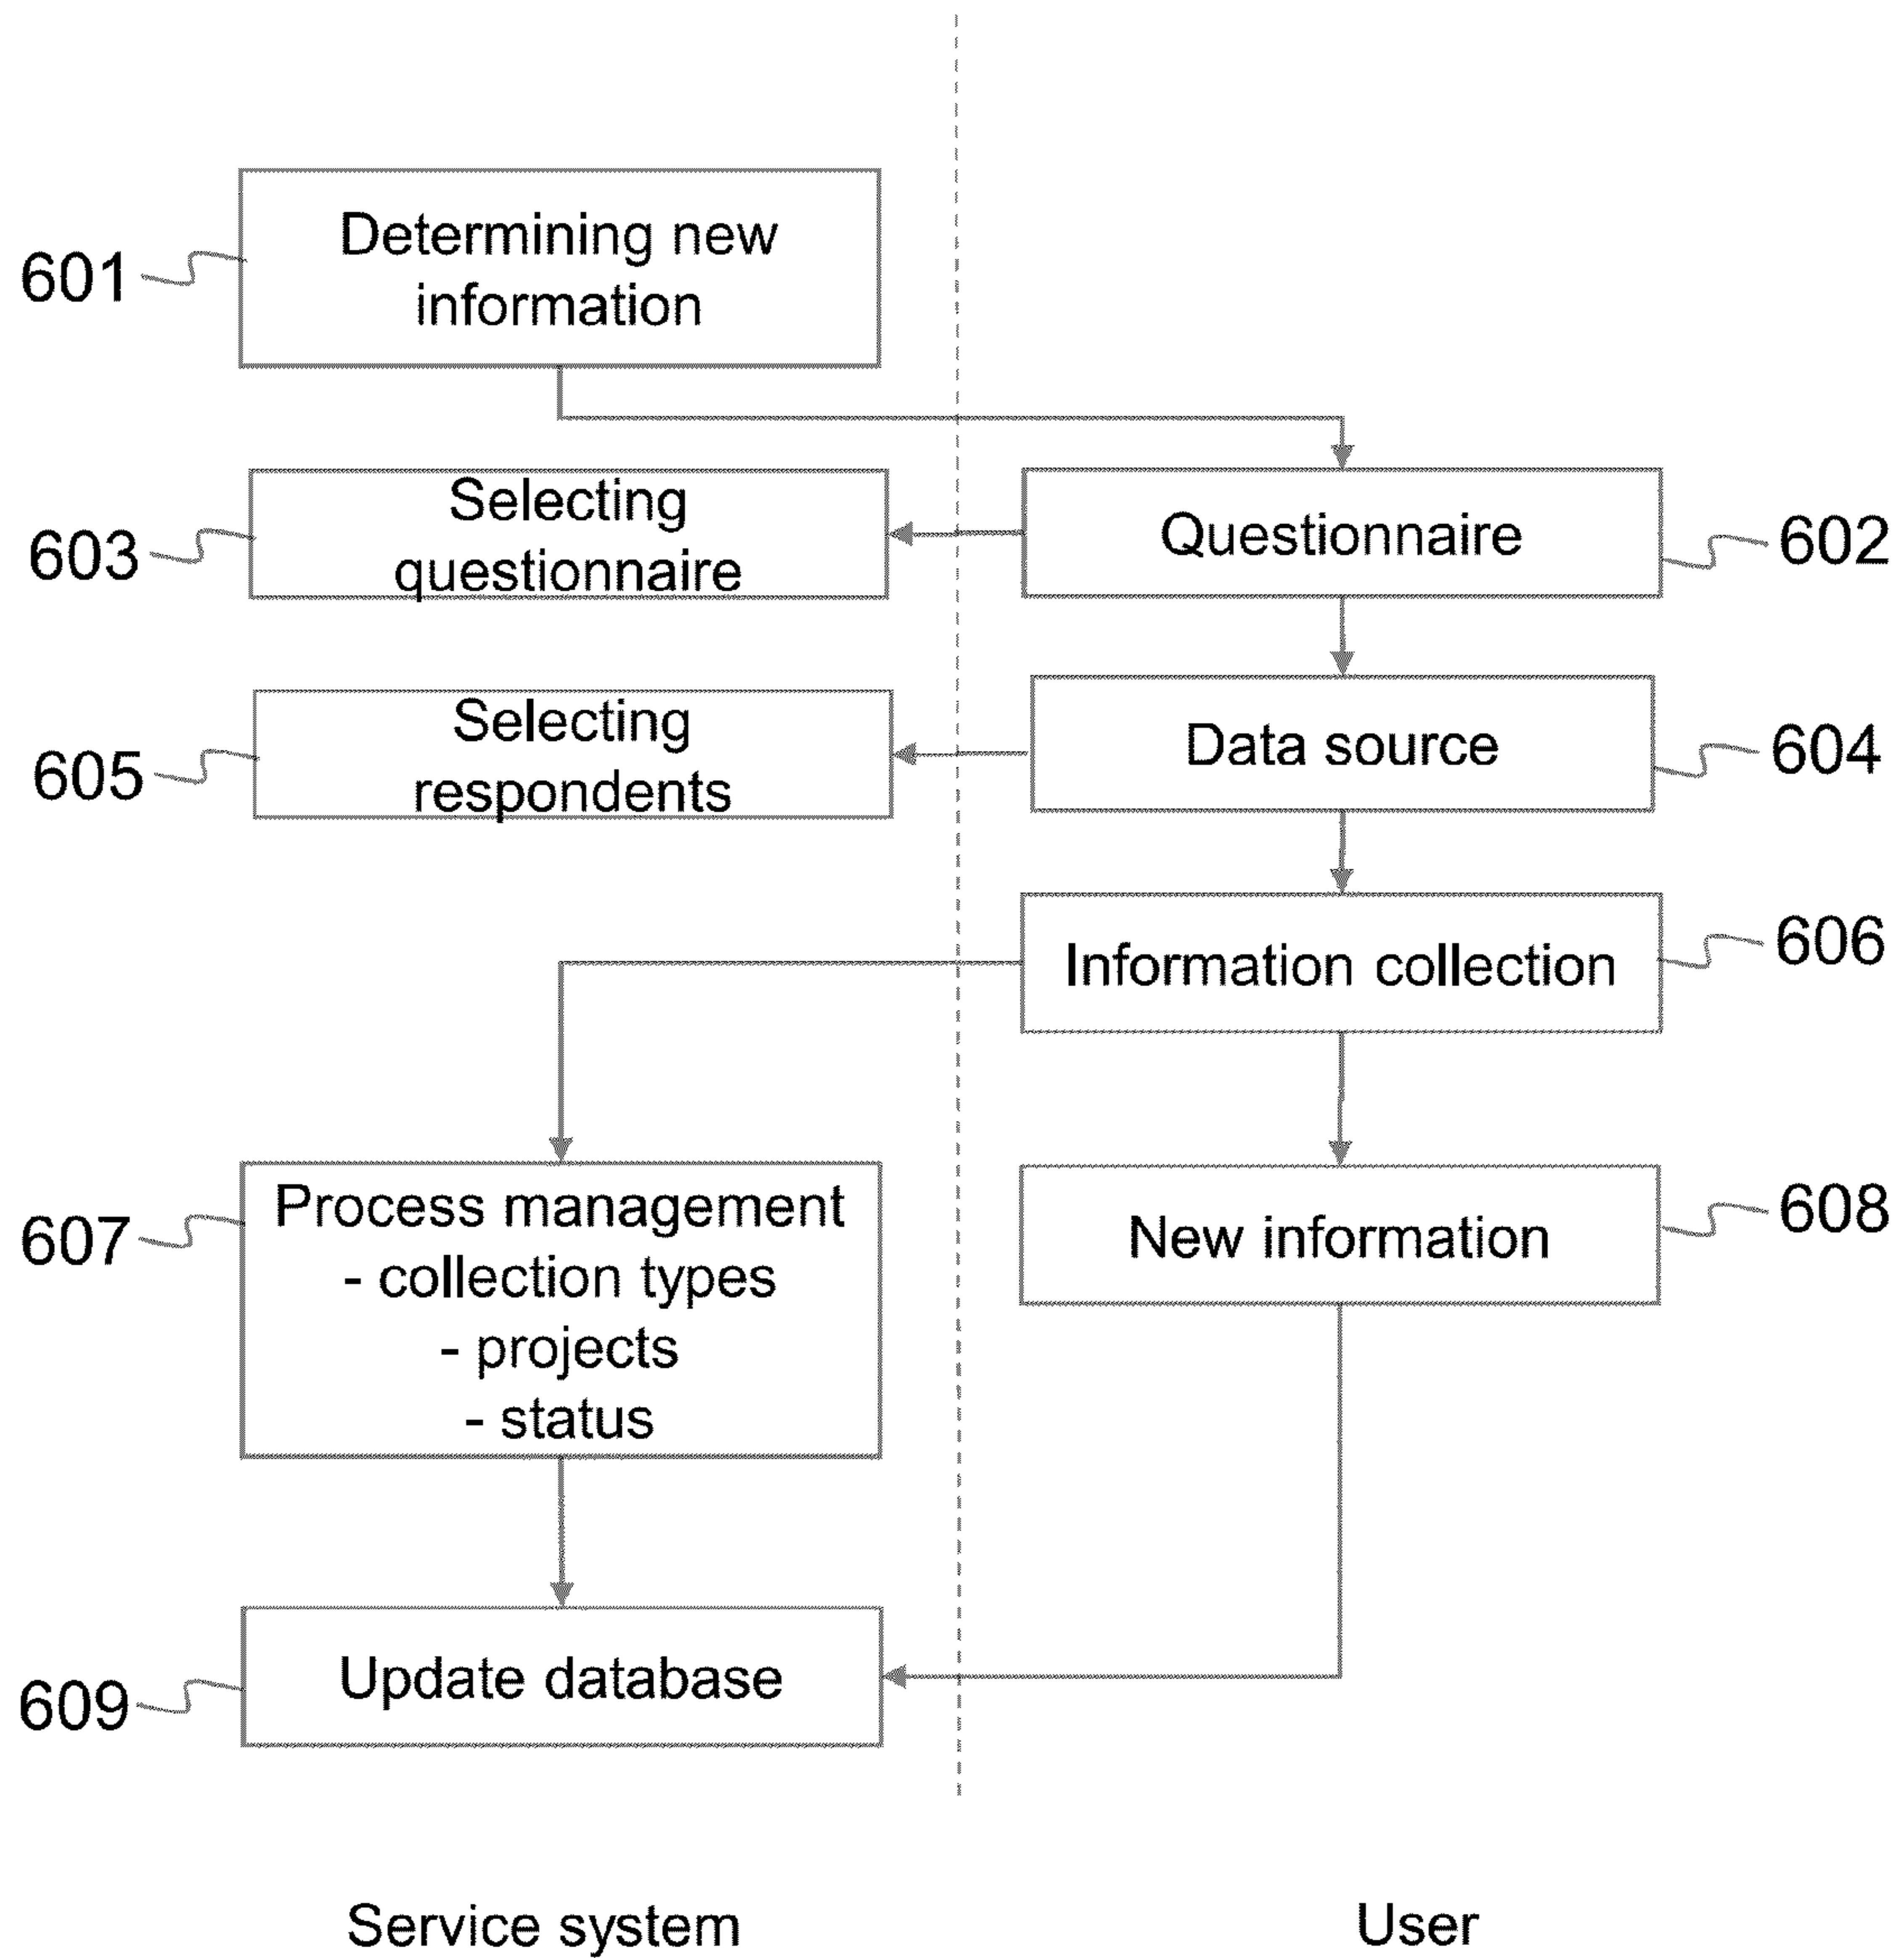 Determining new
information
601
Selecting
questionnaire
603
Questionnaire
602
Selecting
respondents
605
Data source
604
Information collection
606
Process management
- collection types
- projects
- status
607
New information
608
Update database
609
Service system
User